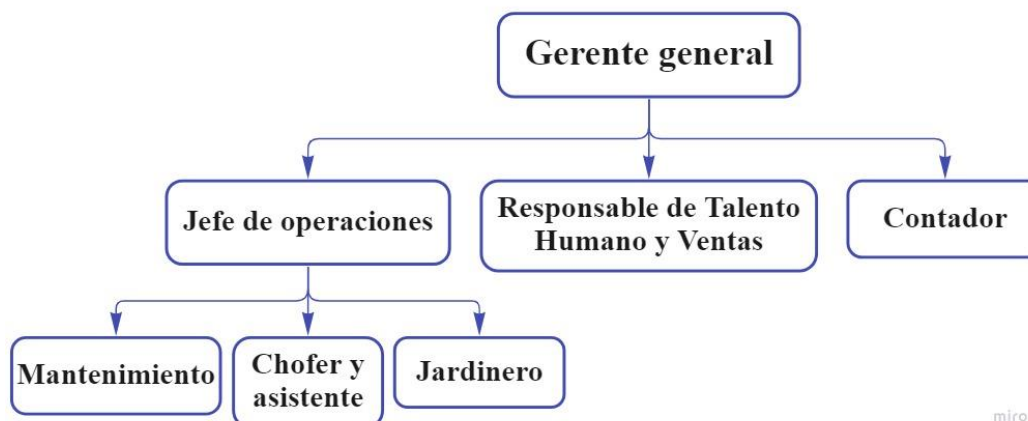 Gerente general
Jefe de operaciones
Responsable de Talento
Humano y Ventas
Contador
Mantenimiento
Chofer y
asistente
Jardinero
miro